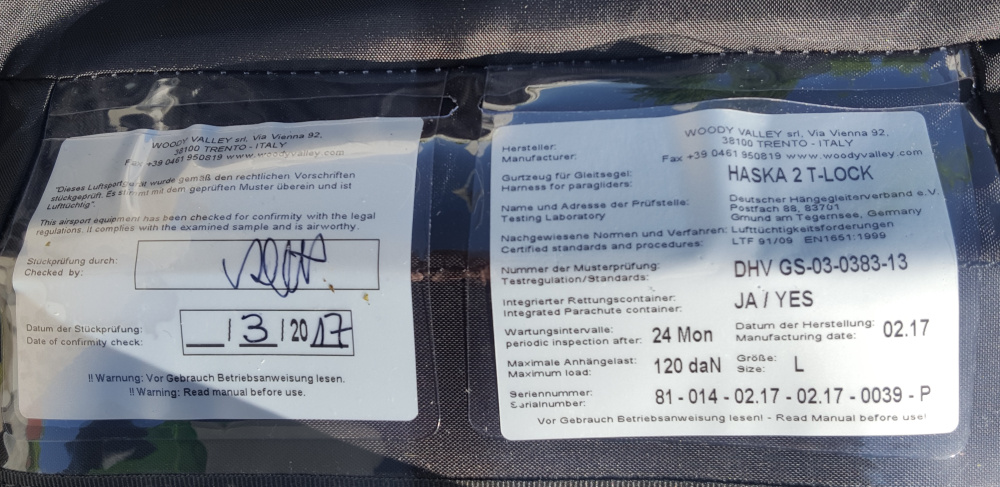 WOODY VALLEY srl, Via Vienna 92,
38100 TRENTO - ITALY
Fax +39 0461 950819 www.woodyvalley.com
"Dieses Luftsportgerät wurde gemäß den rechtlichen Vorschriften
stückgeprüft. Es stimmt mit dem geprüften Muster überein und ist
Lufttüchtig".
This airsport equipment has been checked for confirmity with the legal
regulations. It complies with the examined sample and is airworthy.
Stückprüfung durch:
Checked by:
Datum der Stückprüfung:
Date of confirmity check:
__/3/2017
!! Warnung: Vor Gebrauch Betriebsanweisung lesen.
!! Warning: Read manual before use.
Hersteller:
Manufacturer:
WOODY VALLEY srl, Via Vienna 92,
38100 TRENTO - ITALY
Fax +39 0461 950819 www.woodyvalley.com
Gurtzeug für Gleitsegel:
Harness for paragliders:
HASKA 2 T-LOCK
Name und Adresse der Prüfstelle:
Testing Laboratory
Deutscher Hängegleiterverband e.V.
Postfach 88, 83701
Gmund am Tegernsee, Germany
Nachgewiesene Normen und Verfahren:
Certified standards and procedures:
Lufttüchtigkeitsforderungen
LTF 91/09 EN1651:1999
Nummer der Musterprüfung:
Testregulation/Standards:
DHV GS-03-0383-13
Integrierter Rettungscontainer:
Integrated Parachute container:
JA / YES
Wartungsintervalle:
periodic inspection after:
24 Mon
Datum der Herstellung:
Manufacturing date:
02.17
Maximale Anhängelast:
Maximum load:
120 daN
Größe:
Size:
L
Seriennummer:
Serialnumber:
81 - 014 - 02.17 - 02.17 - 0039 - P
Vor Gebrauch Betriebsanweisung lesen! - Read Manual before use!